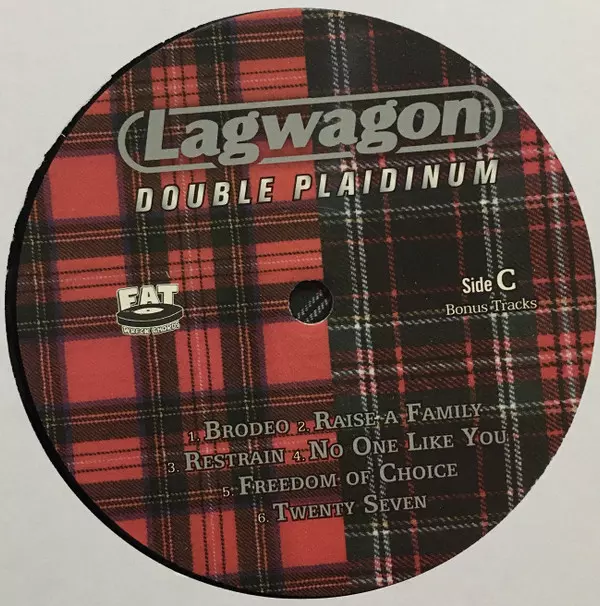 Lagwagon
DOUBLE PLAIDINUM
FAT
WRECK CHORDS
Side C
Bonus Tracks
1. BRODEO 2. RAISE A FAMILY
3. RESTRAIN 4. NO ONE LIKE YOU
5. FREEDOM OF CHOICE
6. TWENTY SEVEN